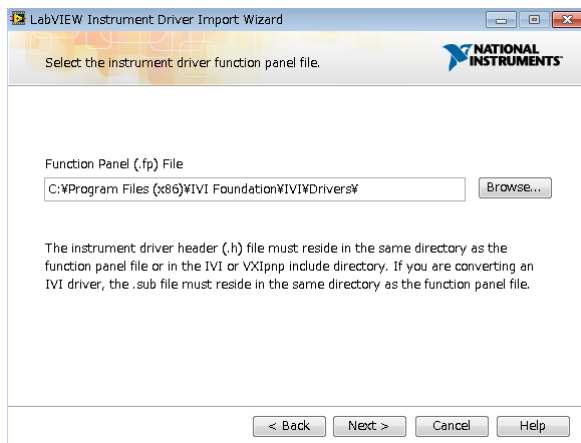 LabVIEW Instrument Driver Import Wizard
Select the instrument driver function panel file.
NATIONAL
INSTRUMENTS™
Function Panel (.fp) File
C:¥Program Files (x86)¥IVI Foundation¥IVI¥Drivers¥
Browse...
The instrument driver header (.h) file must reside in the same directory as the
function panel file or in the IVI or VXIpnp include directory. If you are converting an
IVI driver, the .sub file must reside in the same directory as the function panel file.
< Back
Next >
Cancel
Help